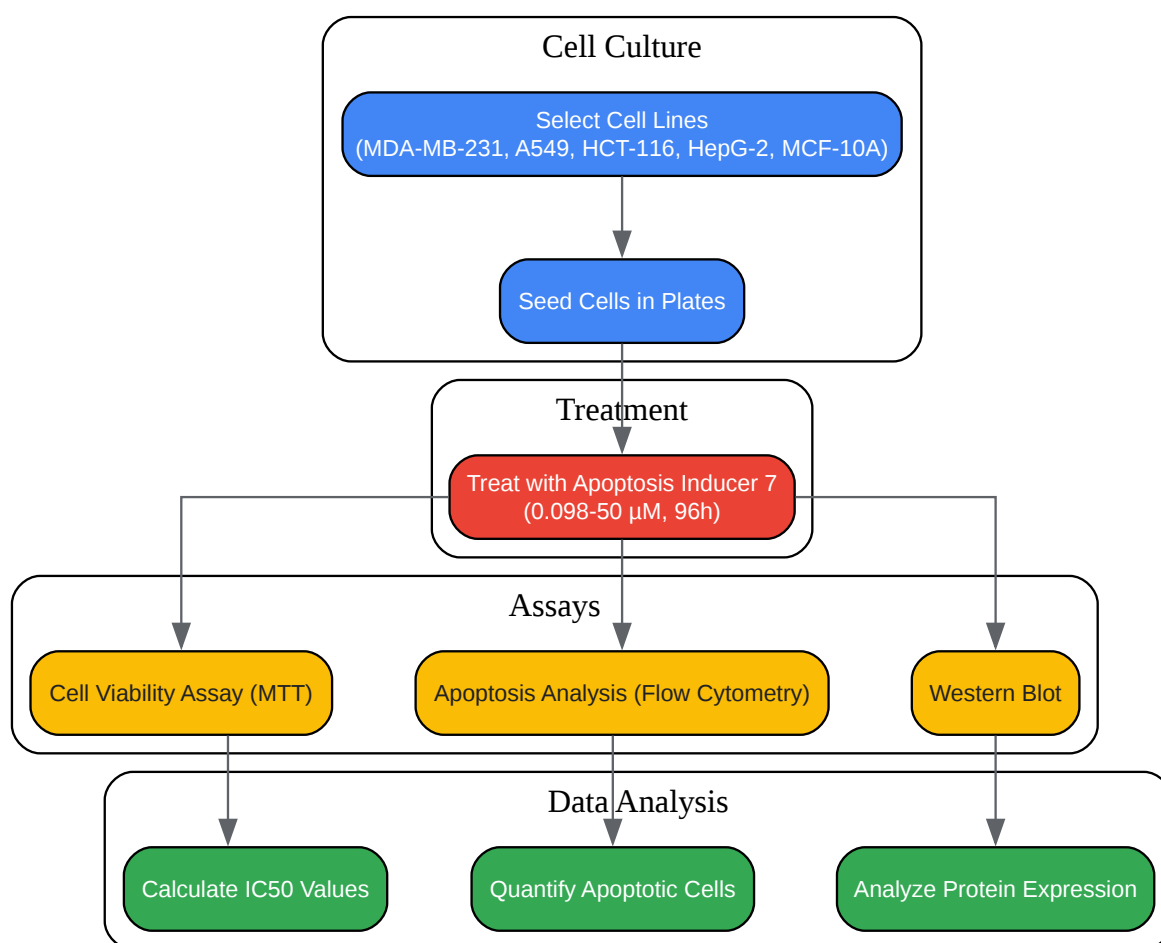 Cell Culture
Select Cell Lines
(MDA-MB-231, A549, HCT-116, HepG-2, MCF-10A)
Seed Cells in Plates
Treatment
Treat with Apoptosis Inducer 7
(0.098-50 µM, 96h)
Assays
Cell Viability Assay (MTT)
Apoptosis Analysis (Flow Cytometry)
Western Blot
Data Analysis
Calculate IC50 Values
Quantify Apoptotic Cells
Analyze Protein Expression